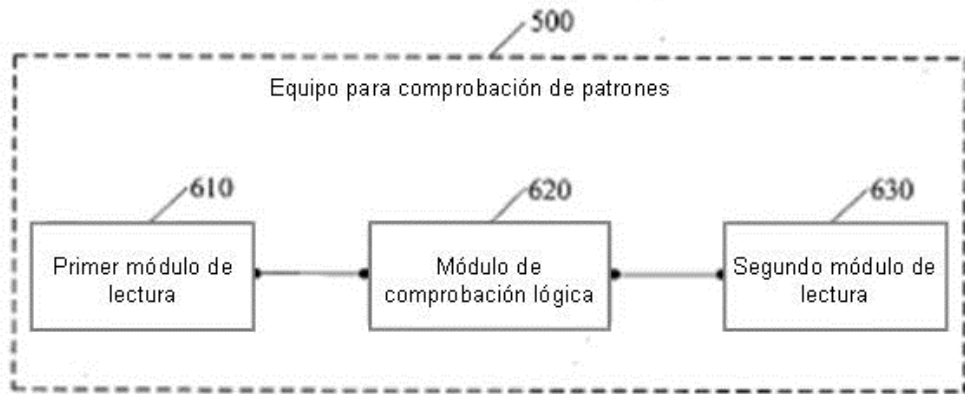 500
Equipo para comprobación de patrones
610
620
630
Primer módulo de
lectura
Módulo de
comprobación lógica
Segundo módulo de
lectura